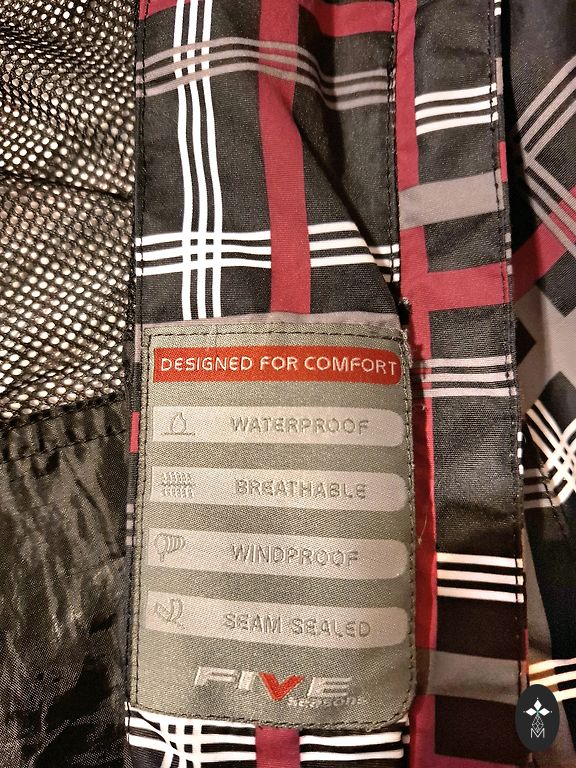 DESIGNED FOR COMFORT
WATERPROOF
BREATHABLE
WINDPROOF
SEAM SEALED
FIVE
seasons
M